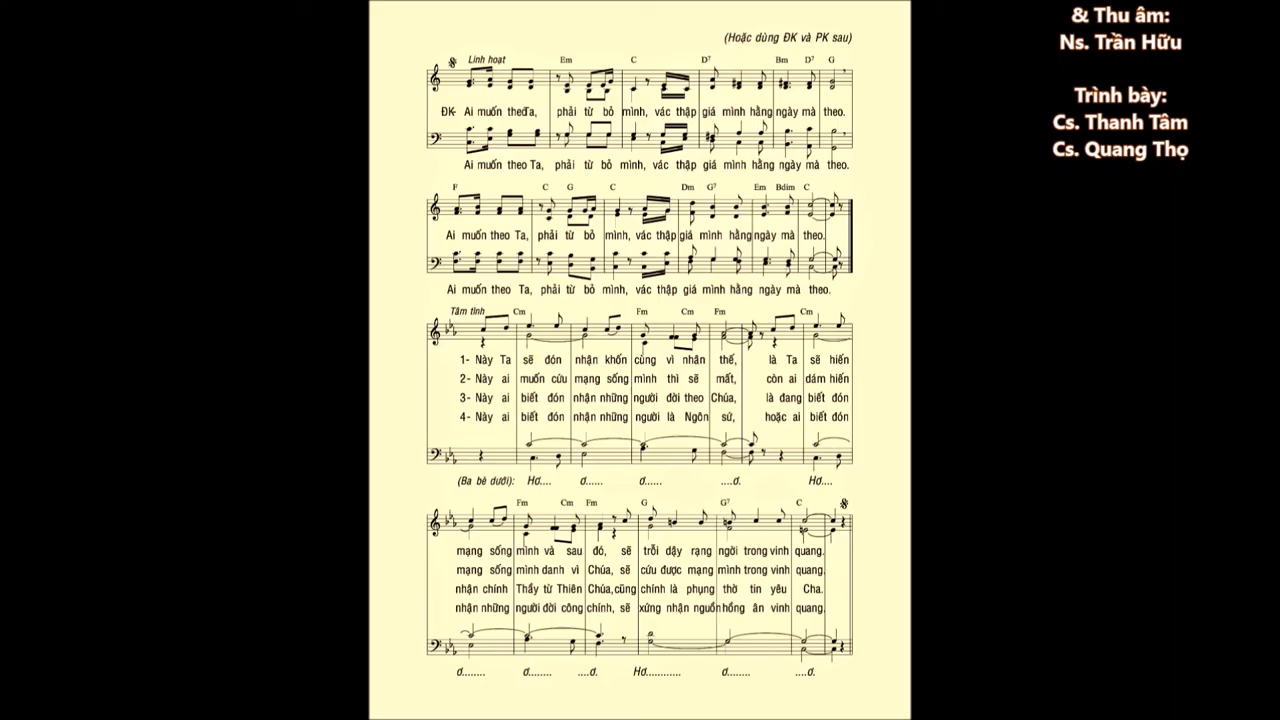 (Hoặc dùng ĐK và PK sau)
Linh hoạt
Em C D7 Bm D7 G
ĐK- Ai muốn theo Ta, phải từ bỏ mình, vác thập giá mình hằng ngày mà theo.
Ai muốn theo Ta, phải từ bỏ mình, vác thập giá mình hằng ngày mà theo.
F C G C Dm G7 Em Bdim C
Ai muốn theo Ta, phải từ bỏ mình, vác thập giá mình hằng ngày mà theo.
Ai muốn theo Ta, phải từ bỏ mình, vác thập giá mình hằng ngày mà theo.
Tâm tình
Cm Fm Cm Fm Cm
1- Này Ta sẽ đón nhận khốn cùng vì nhân thế, là Ta sẽ hiến
2- Này ai muốn cứu mạng sống mình thì sẽ mất, còn ai dám hiến
3- Này ai biết đón nhận những người đời theo Chúa, là đang biết đón
4- Này ai biết đón nhận những người là Ngôn sứ, hoặc ai biết đón
(Ba bè dưới): Hơ.... ơ...... ơ...... ....ơ. Hơ....
Fm Cm Fm G G7 C
mạng sống mình và sau đó, sẽ trỗi dậy rạng ngời trong vinh quang.
mạng sống mình danh vì Chúa, sẽ cứu được mạng mình trong vinh quang.
nhận chính Thầy từ Thiên Chúa, cũng chính là phụng thờ tin yêu Cha.
nhận những người đời công chính, sẽ xứng nhận nguồn hồng ân vinh quang.
ơ........ ơ........ ....ơ. Hơ............ ơ........ ....ơ.
& Thu âm:
Ns. Trần Hữu
Trình bày:
Cs. Thanh Tâm
Cs. Quang Thọ